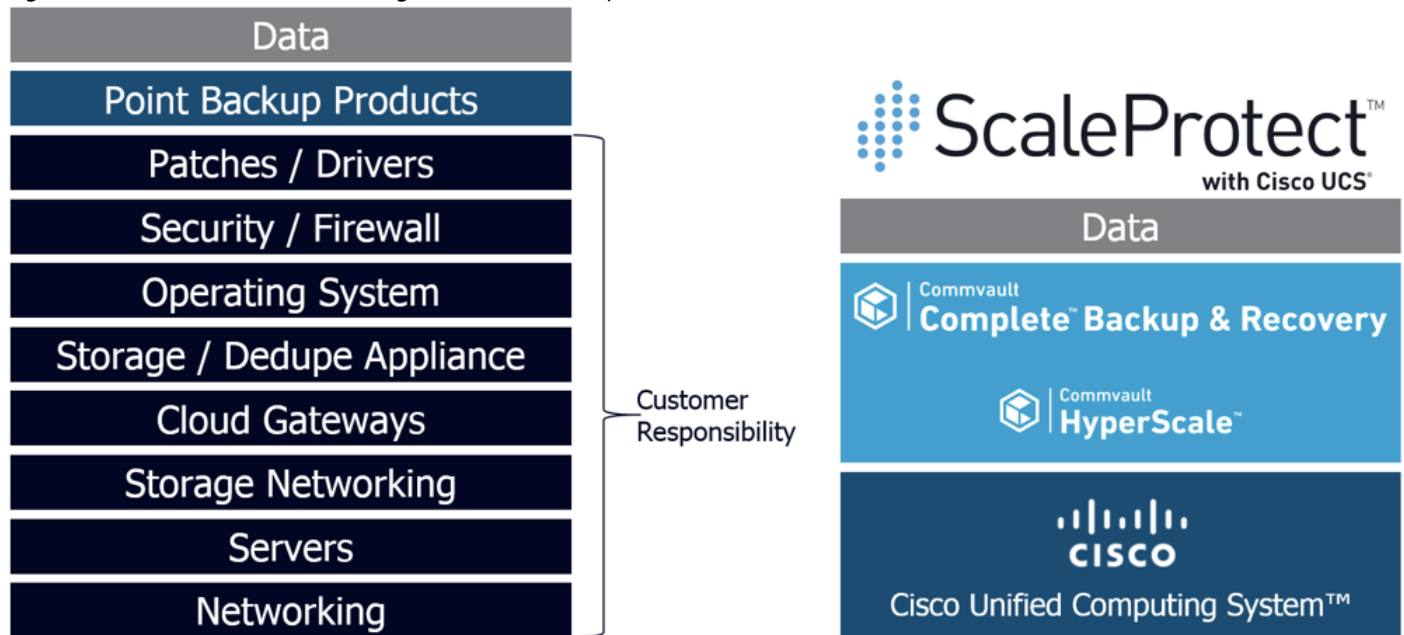 Data
Point Backup Products
Patches / Drivers
Security / Firewall
Operating System
Storage / Dedupe Appliance
Cloud Gateways
Storage Networking
Servers
Networking
Customer
Responsibility
ScaleProtect™
with Cisco UCS®
Data
Commvault
Complete™ Backup & Recovery
Commvault
HyperScale™
CISCO
Cisco Unified Computing System™